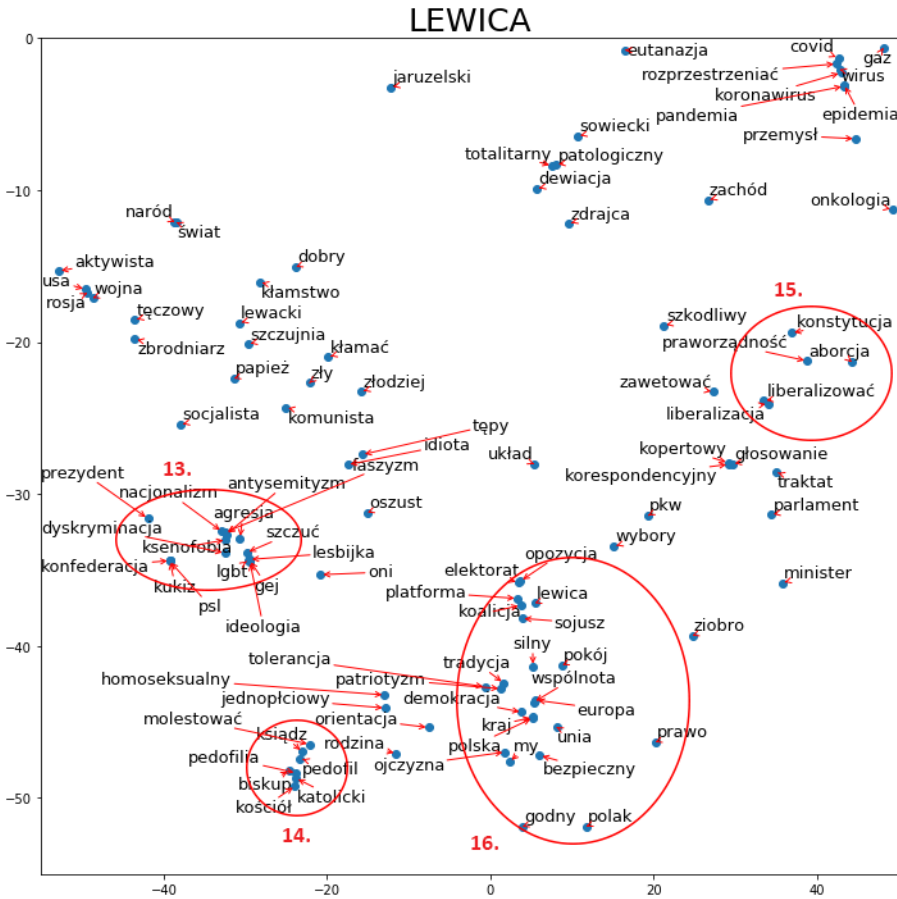 LEWICA
0
covid
eutanazja
gaz
rozprzestrzeniać
wirus
jaruzelski
koronawirus
pandemia
epidemia
sowiecki
przemysł
totalitarny
patologiczny
−10
dewiacja
zachód
onkologia
naród
zdrajca
świat
dobry
aktywista
usa
wojna
kłamstwo
15.
rosja
tęczowy
lewacki
szkodliwy
konstytucja
szczujnia
praworządność
−20
zbrodniarz
kłamać
aborcja
papież
zły
złodziej
zawetować
liberalizować
socjalista
komunista
liberalizacja
tępy
idiota
układ
kopertowy
głosowanie
13.
prezydent
antysemityzm
faszyzm
korespondencyjny
nacjonalizm
traktat
−30
agresja
oszust
pkw
parlament
dyskryminacja
szczuć
ksenofobia
lesbijka
wybory
konfederacja
lgbt
gej
oni
opozycja
kukiz
elektorat
minister
psl
platforma
lewica
koalicja
ideologia
sojusz
ziobro
silny
−40
tolerancja
tradycja
pokój
homoseksualny
patriotyzm
wspólnota
jednopłciowy
demokracja
molestować
orientacja
kraj
europa
ksiądz
rodzina
unia
prawo
pedofilia
pedofil
ojczyzna
polska
my
bezpieczny
biskup
katolicki
−50
kościół
godny
polak
14.
16.
−40
−20
0
20
40